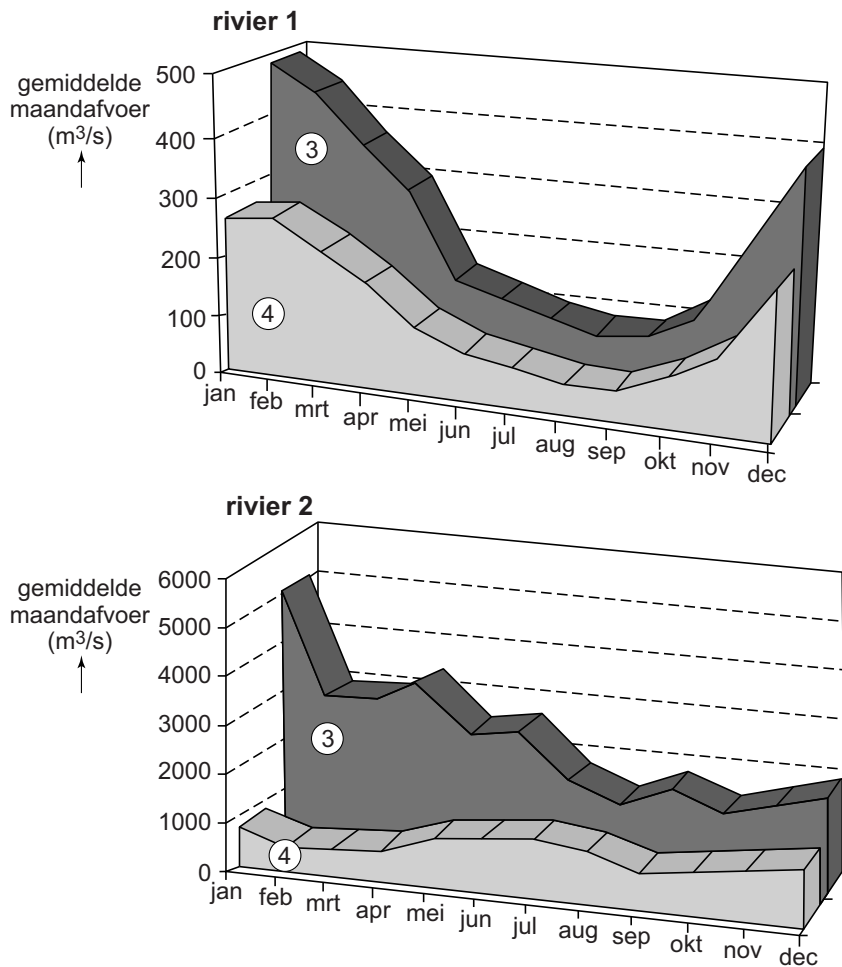 rivier 1
gemiddelde
maandafvoer
(m³/s)
500
400
300
200
100
0
3
4
jan
feb
mrt
apr
mei
jun
jul
aug
sep
okt
nov
dec
rivier 2
gemiddelde
maandafvoer
(m³/s)
6000
5000
4000
3000
2000
1000
0
3
4
jan
feb
mrt
apr
mei
jun
jul
aug
sep
okt
nov
dec